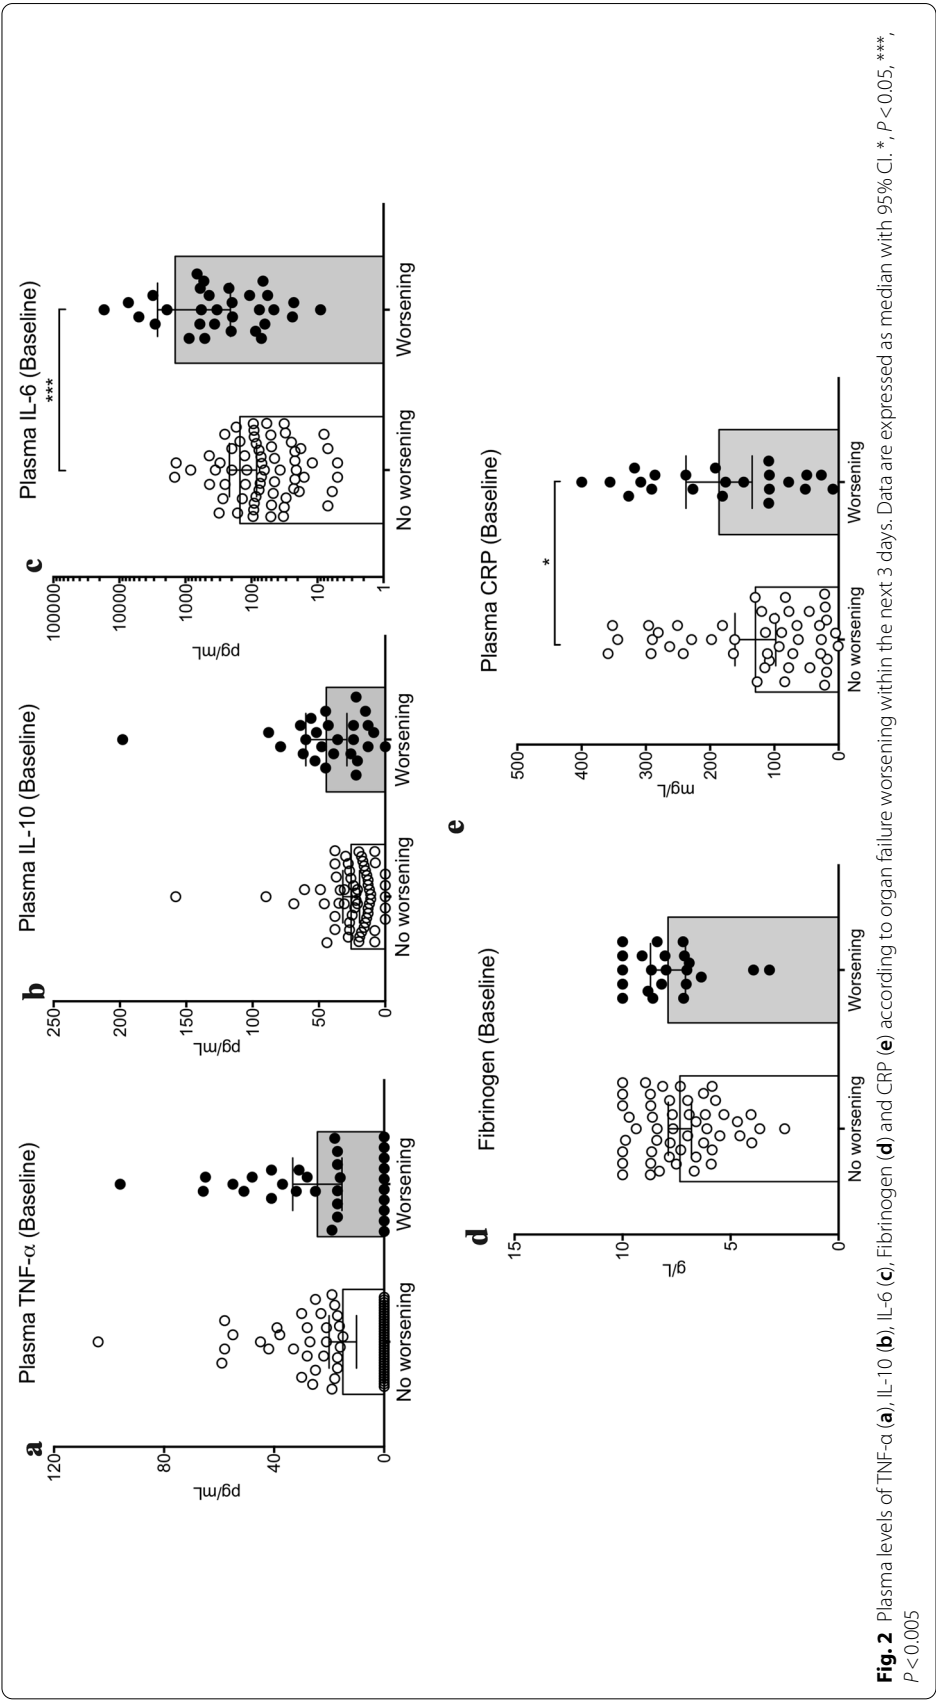 a
Plasma TNF-α (Baseline)
120
80
40
0
pg/mL
No worsening
Worsening
b
Plasma IL-10 (Baseline)
250
200
150
100
50
0
pg/mL
No worsening
Worsening
c
Plasma IL-6 (Baseline)
***
100000
10000
1000
100
10
1
pg/mL
No worsening
Worsening
d
Fibrinogen (Baseline)
15
10
5
0
g/L
No worsening
Worsening
e
Plasma CRP (Baseline)
*
500
400
300
200
100
0
mg/L
No worsening
Worsening
Fig. 2 Plasma levels of TNF-α (a), IL-10 (b), IL-6 (c), Fibrinogen (d) and CRP (e) according to organ failure worsening within the next 3 days. Data are expressed as median with 95% CI. *, P < 0.05, ***,
P < 0.005